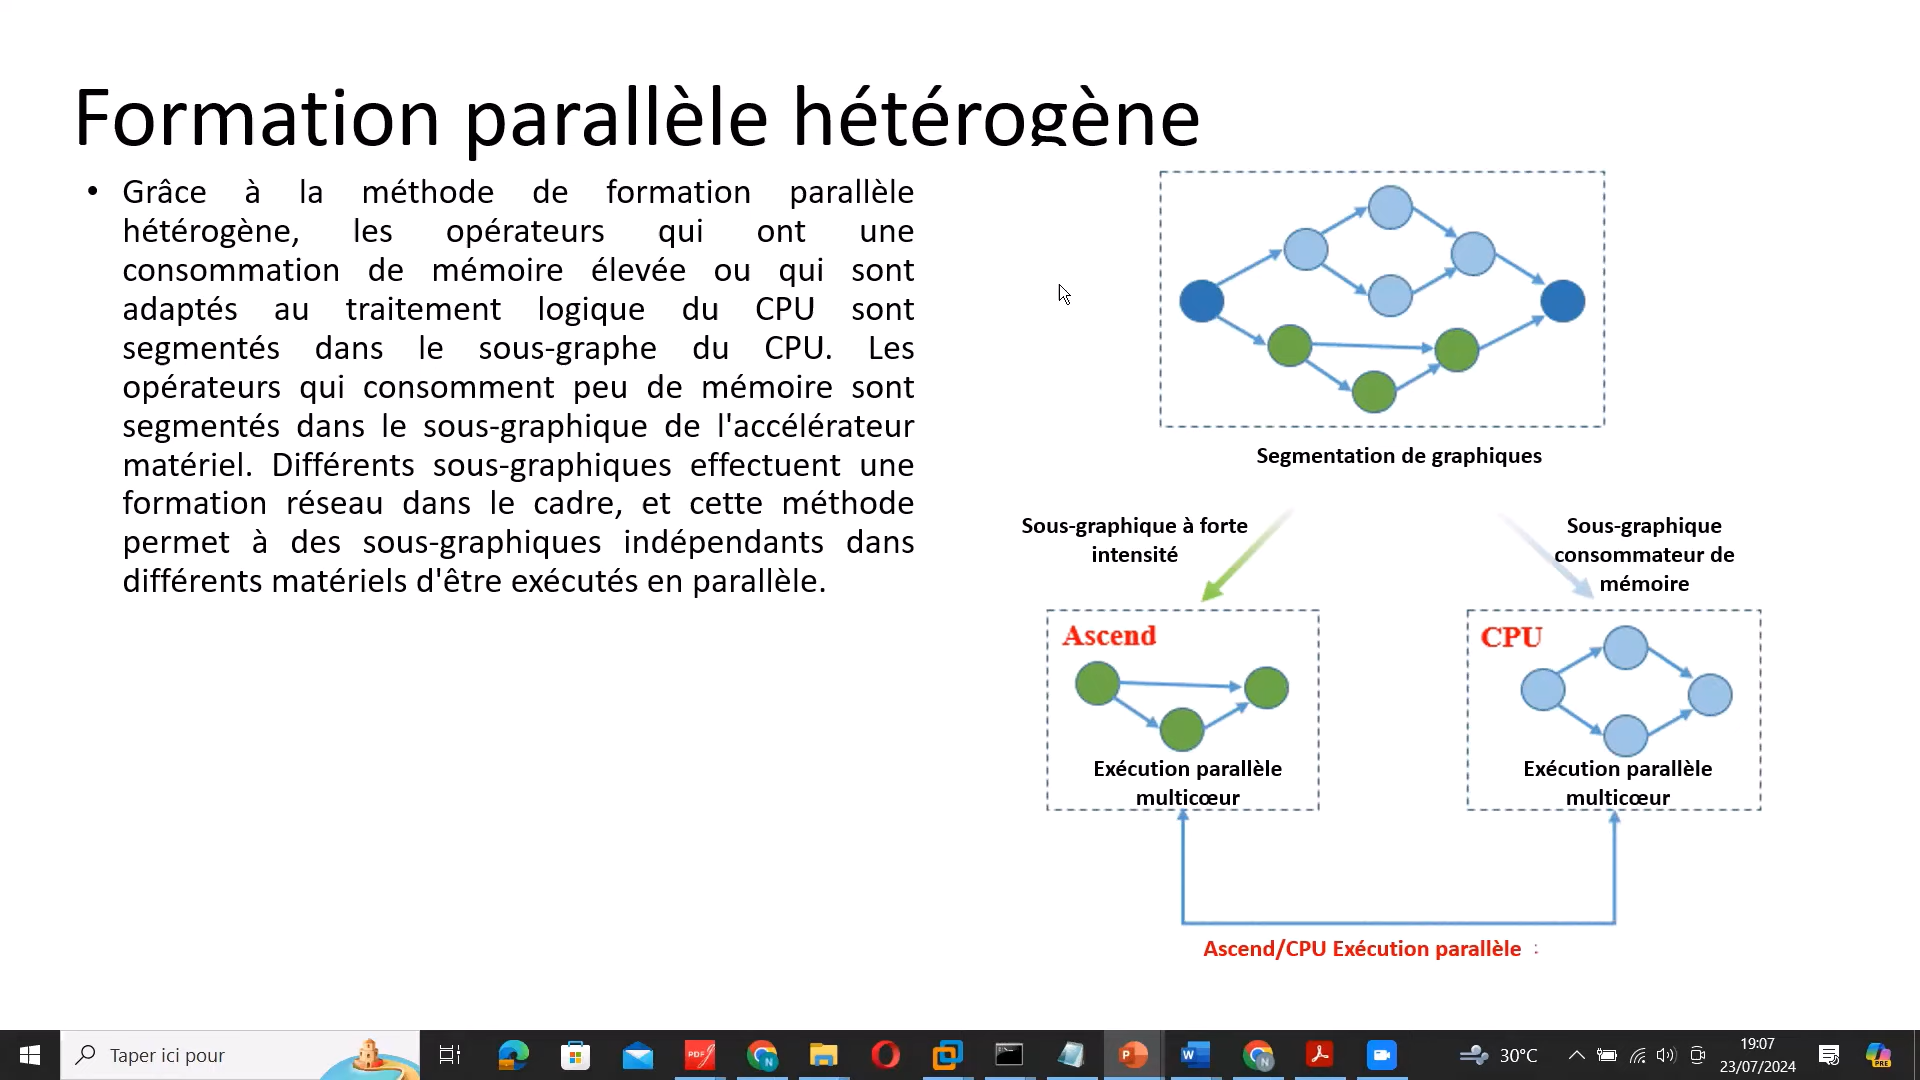 Formation parallèle hétérogène
• Grâce à la méthode de formation parallèle
hétérogène, les opérateurs qui ont une
consommation de mémoire élevée ou qui sont
adaptés au traitement logique du CPU sont
segmentés dans le sous-graphe du CPU. Les
opérateurs qui consomment peu de mémoire sont
segmentés dans le sous-graphique de l'accélérateur
matériel. Différents sous-graphiques effectuent une
formation réseau dans le cadre, et cette méthode
permet à des sous-graphiques indépendants dans
différents matériels d'être exécutés en parallèle.
Segmentation de graphiques
Sous-graphique à forte
intensité
Sous-graphique
consommateur de
mémoire
Ascend
Exécution parallèle
multicœur
CPU
Exécution parallèle
multicœur
Ascend/CPU Exécution parallèle :
Taper ici pour
PDF
N
P
W
N
30°C
19:07
23/07/2024
PRE